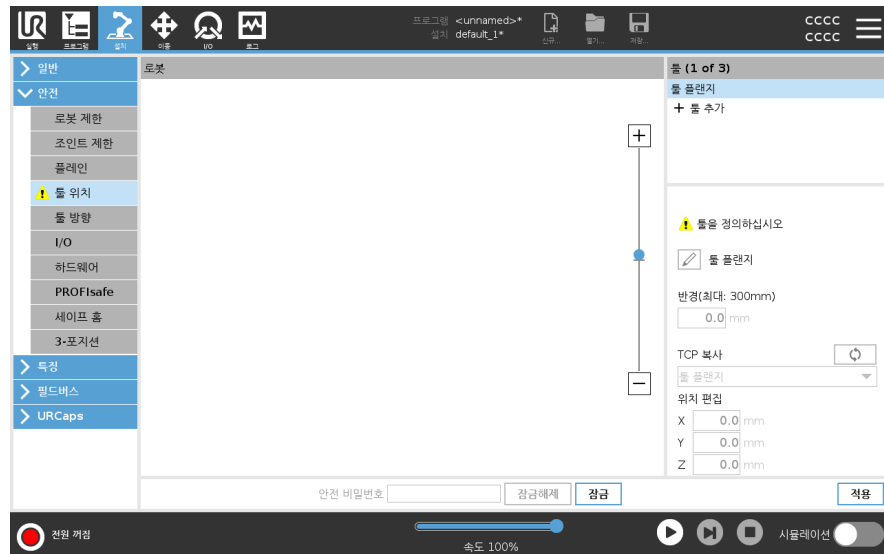 프로그램 <unnamed>*
설치 default_1*
CCCC
CCCC
실행 프로그램 설치 이동 I/O 로그
신규... 열기... 저장...
일반
안전
로봇 제한
조인트 제한
플레인
툴 위치
툴 방향
I/O
하드웨어
PROFIsafe
세이프 홈
3-포지션
특징
필드버스
URCaps
로봇
툴 (1 of 3)
툴 플랜지
툴 추가
툴을 정의하십시오
툴 플랜지
반경(최대: 300mm)
0.0 mm
TCP 복사
툴 플랜지
위치 편집
X 0.0 mm
Y 0.0 mm
Z 0.0 mm
안전 비밀번호 잠금해제 잠금
적용
전원 꺼짐
속도 100%
시뮬레이션